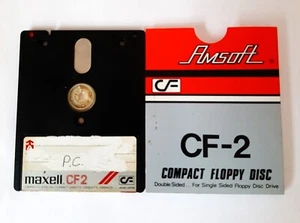 P.C.
maxell CF2
CF
Amsoft
CF
CF-2
COMPACT FLOPPY DISC
Double Sided.... For Single Sided Floppy Disc Drive